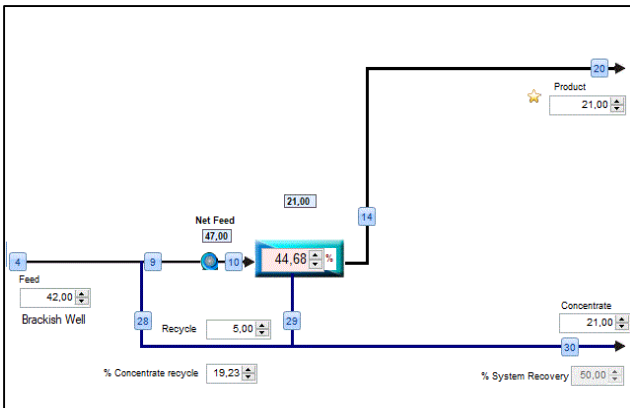 20
Product
21,00
21,00
14
Net Feed
47,00
4
9
10
44,68 %
Feed
42,00
Brackish Well
28
Recycle
5,00
29
Concentrate
21,00
30
% Concentrate recycle
19,23
% System Recovery
50,00